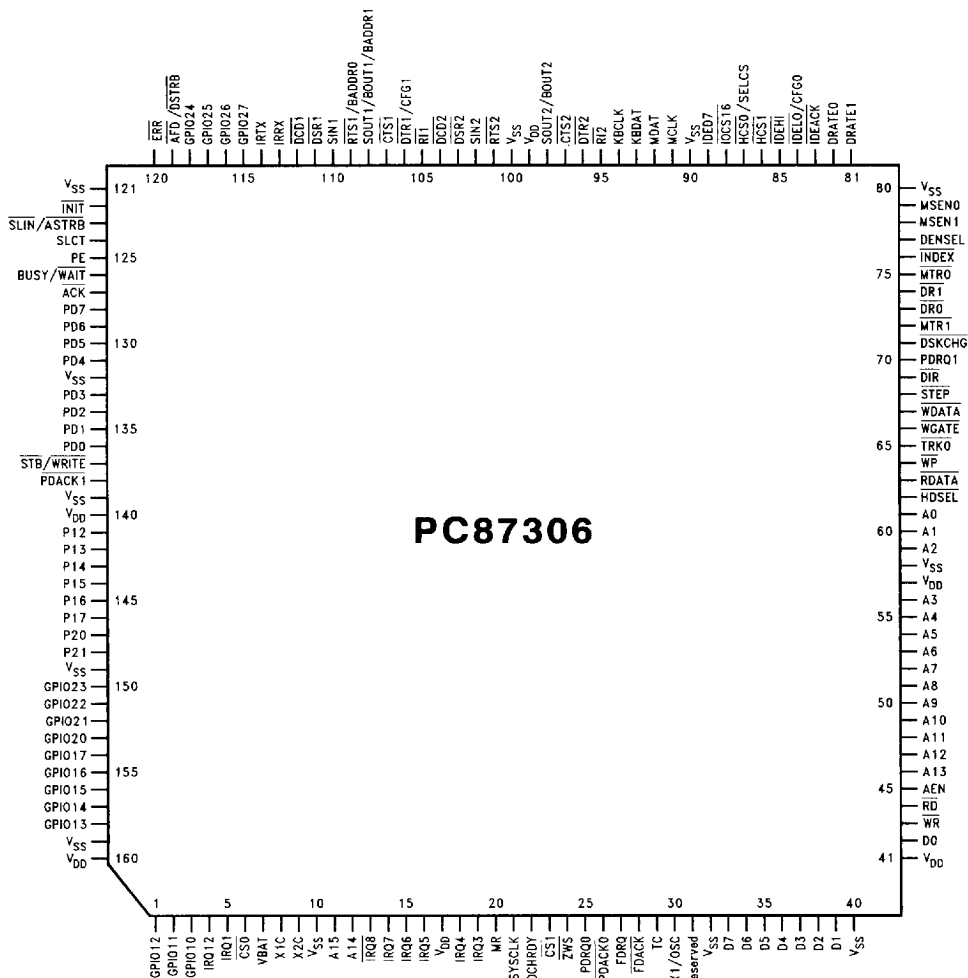 ERR
AFD/DSTRB
GPIO24
GPIO25
GPIO26
GPIO27
IRTX
IRRX
DCD1
DSR1
SIN1
RTS1/BADDR0
SOUT1/BOUT1/BADDR1
CTS1
DTR1/CFG1
RI1
DCD2
DSR2
SIN2
RTS2
VSS
VDD
SOUT2/BOUT2
CTS2
DTR2
RI2
KBCLK
KBDAT
MDAT
MCLK
VSS
IDED7
IOCS16
HCS0/SELCS
HCS1
IDEHI
IDELO/CFG0
IDEACK
DRATE0
DRATE1
120 115 110 105 100 95 90 85 81
VSS 121
INIT
SLIN/ASTRB
SLCT
PE 125
BUSY/WAIT
ACK
PD7
PD6
PD5 130
PD4
VSS
PD3
PD2
PD1 135
PD0
STB/WRITE
PDACK1
VSS
VDD 140
P12
P13
P14
P15
P16 145
P17
P20
P21
VSS
GPIO23 150
GPIO22
GPIO21
GPIO20
GPIO17
GPIO16 155
GPIO15
GPIO14
GPIO13
VSS
VDD 160
PC87306
80 VSS
MSEN0
MSEN1
DENSEL
INDEX
75 MTR0
DR1
DR0
MTR1
DSKCHG
70 PDRQ1
DIR
STEP
WDATA
WGATE
65 TRK0
WP
RDATA
HDSEL
A0
60 A1
A2
VSS
VDD
A3
55 A4
A5
A6
A7
A8
50 A9
A10
A11
A12
A13
45 AEN
RD
WR
D0
41 VDD
1 5 10 15 20 25 30 35 40
GPIO12
GPIO11
GPIO10
IRQ12
IRQ1
CS0
VBAT
X1C
X2C
VSS
A15
A14
IRQ8
IRQ7
IRQ6
IRQ5
VDD
IRQ4
IRQ3
MR
SYSCLK
OCHRDY
CS1
ZWS
PDRQ0
PDACK0
FDRQ
FDACK
TC
1/OSC
eserved
VSS
D7
D6
D5
D4
D3
D2
D1
VSS